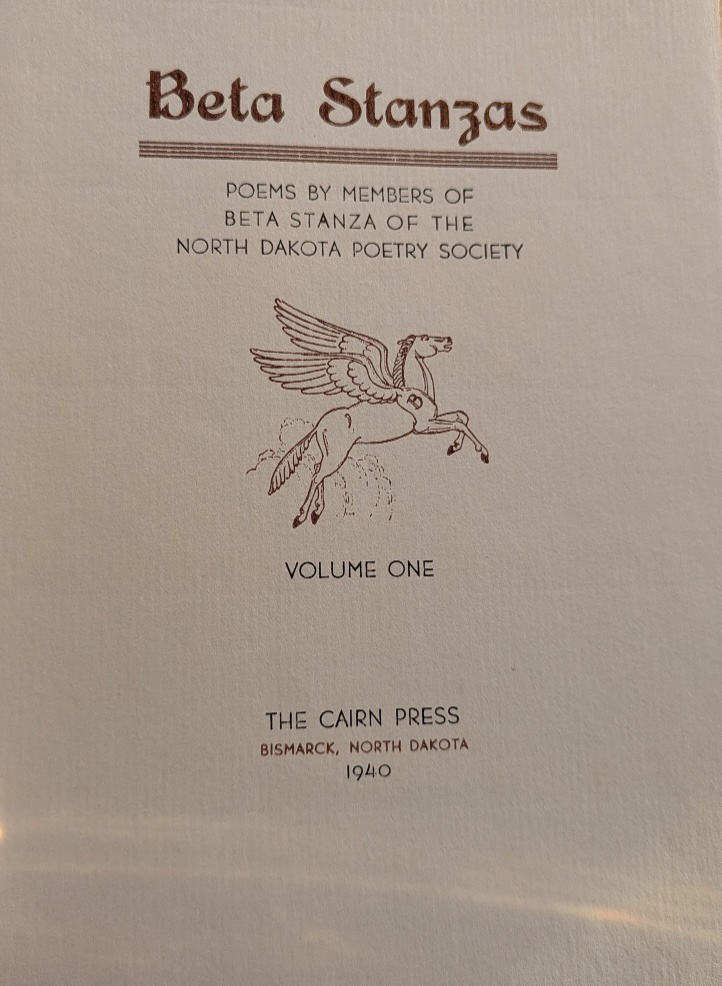 Beta Stanzas
POEMS BY MEMBERS OF
BETA STANZA OF THE
NORTH DAKOTA POETRY SOCIETY
B
VOLUME ONE
THE CAIRN PRESS
BISMARCK, NORTH DAKOTA
1940